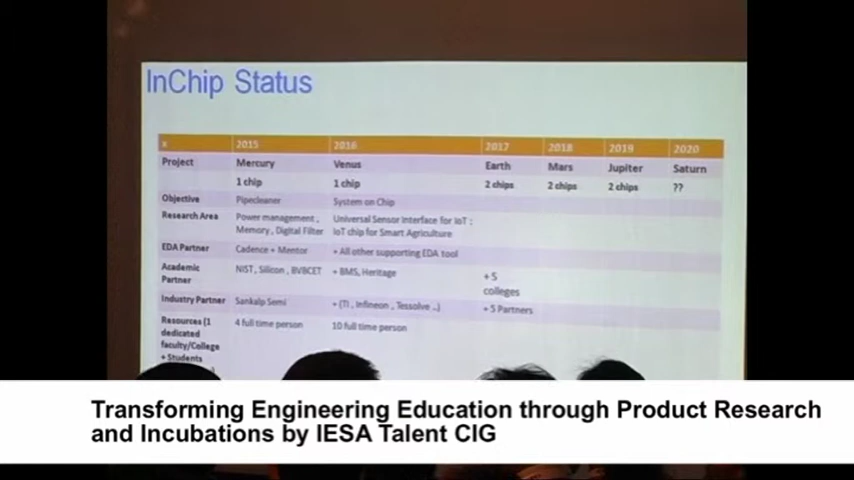 InChip Status
x 2015 2016 2017 2018 2019 2020
Project Mercury Venus Earth Mars Jupiter Saturn
1 chip 1 chip 2 chips 2 chips 2 chips ??
Objective Pipecleaner System on Chip
Research Area Power management , Universal Sensor Interface for IoT ;
Memory , Digital Filter IoT chip for Smart Agriculture
EDA Partner Cadence + Mentor + All other supporting EDA tool
Academic NIST, Silicon , BVBCET + BMS, Heritage + 5
Partner colleges
Industry Partner Sankalp Semi + (TI , Infineon , Tessolve ..) + 5 Partners
Resources (1 4 full time person 10 full time person
dedicated
faculty/College
+ Students
Transforming Engineering Education through Product Research
and Incubations by IESA Talent CIG